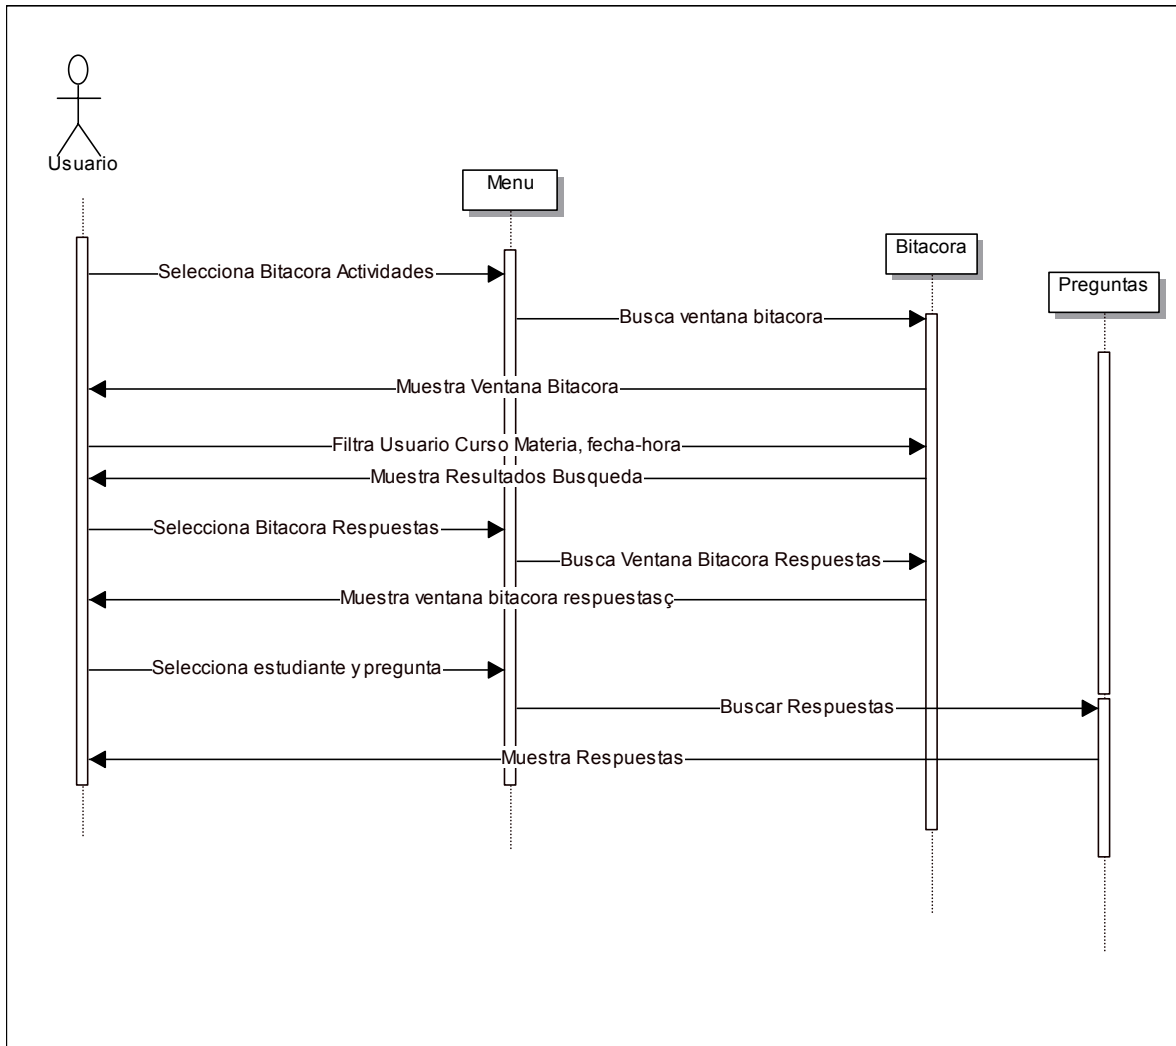 Usuario
Menu
Bitacora
Preguntas
Selecciona Bitacora Actividades
Busca ventana bitacora
Muestra Ventana Bitacora
Filtra Usuario Curso Materia, fecha-hora
Muestra Resultados Busqueda
Selecciona Bitacora Respuestas
Busca Ventana Bitacora Respuestas
Muestra ventana bitacora respuestasç
Selecciona estudiante y pregunta
Buscar Respuestas
Muestra Respuestas